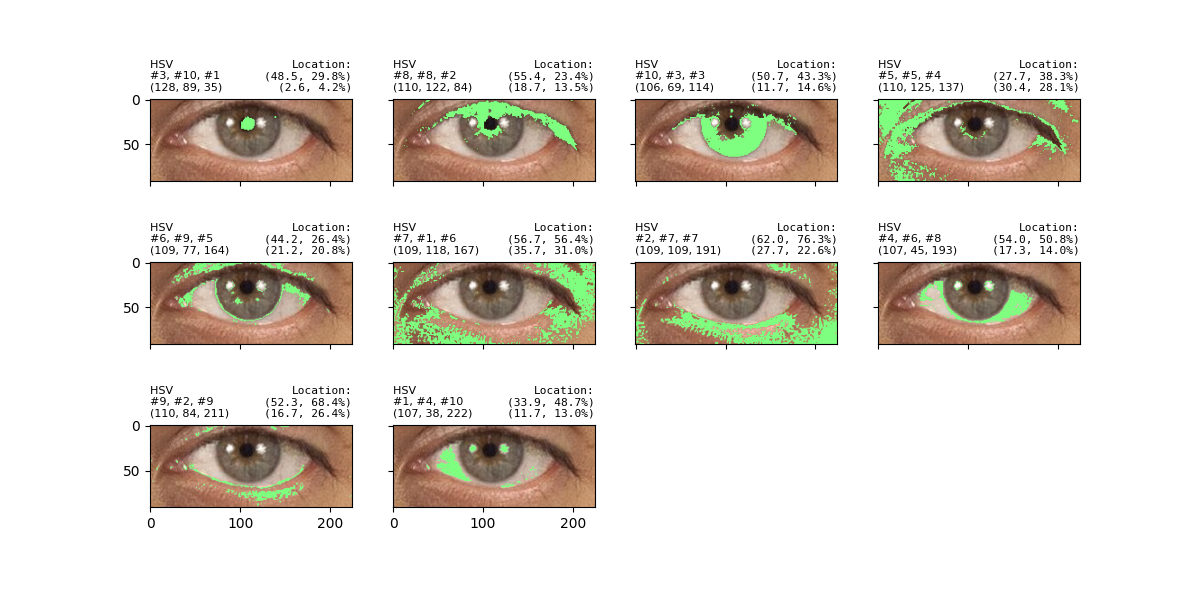 HSV Location:
#3, #10, #1 (48.5, 29.8%)
(128, 89, 35) (2.6, 4.2%)
HSV Location:
#8, #8, #2 (55.4, 23.4%)
(110, 122, 84) (18.7, 13.5%)
HSV Location:
#10, #3, #3 (50.7, 43.3%)
(106, 69, 114) (11.7, 14.6%)
HSV Location:
#5, #5, #4 (27.7, 38.3%)
(110, 125, 137) (30.4, 28.1%)
0
50
HSV Location:
#6, #9, #5 (44.2, 26.4%)
(109, 77, 164) (21.2, 20.8%)
HSV Location:
#7, #1, #6 (56.7, 56.4%)
(109, 118, 167) (35.7, 31.0%)
HSV Location:
#2, #7, #7 (62.0, 76.3%)
(109, 109, 191) (27.7, 22.6%)
HSV Location:
#4, #6, #8 (54.0, 50.8%)
(107, 45, 193) (17.3, 14.0%)
0
50
HSV Location:
#9, #2, #9 (52.3, 68.4%)
(110, 84, 211) (16.7, 26.4%)
HSV Location:
#1, #4, #10 (33.9, 48.7%)
(107, 38, 222) (11.7, 13.0%)
0
50
0 100 200
0 100 200